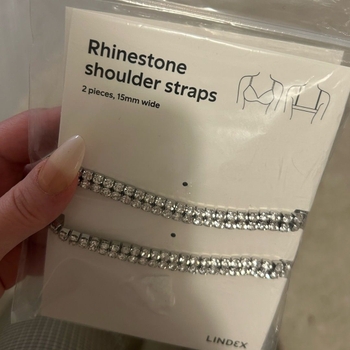 Rhinestone
shoulder straps
2 pieces, 15mm wide
LINDEX